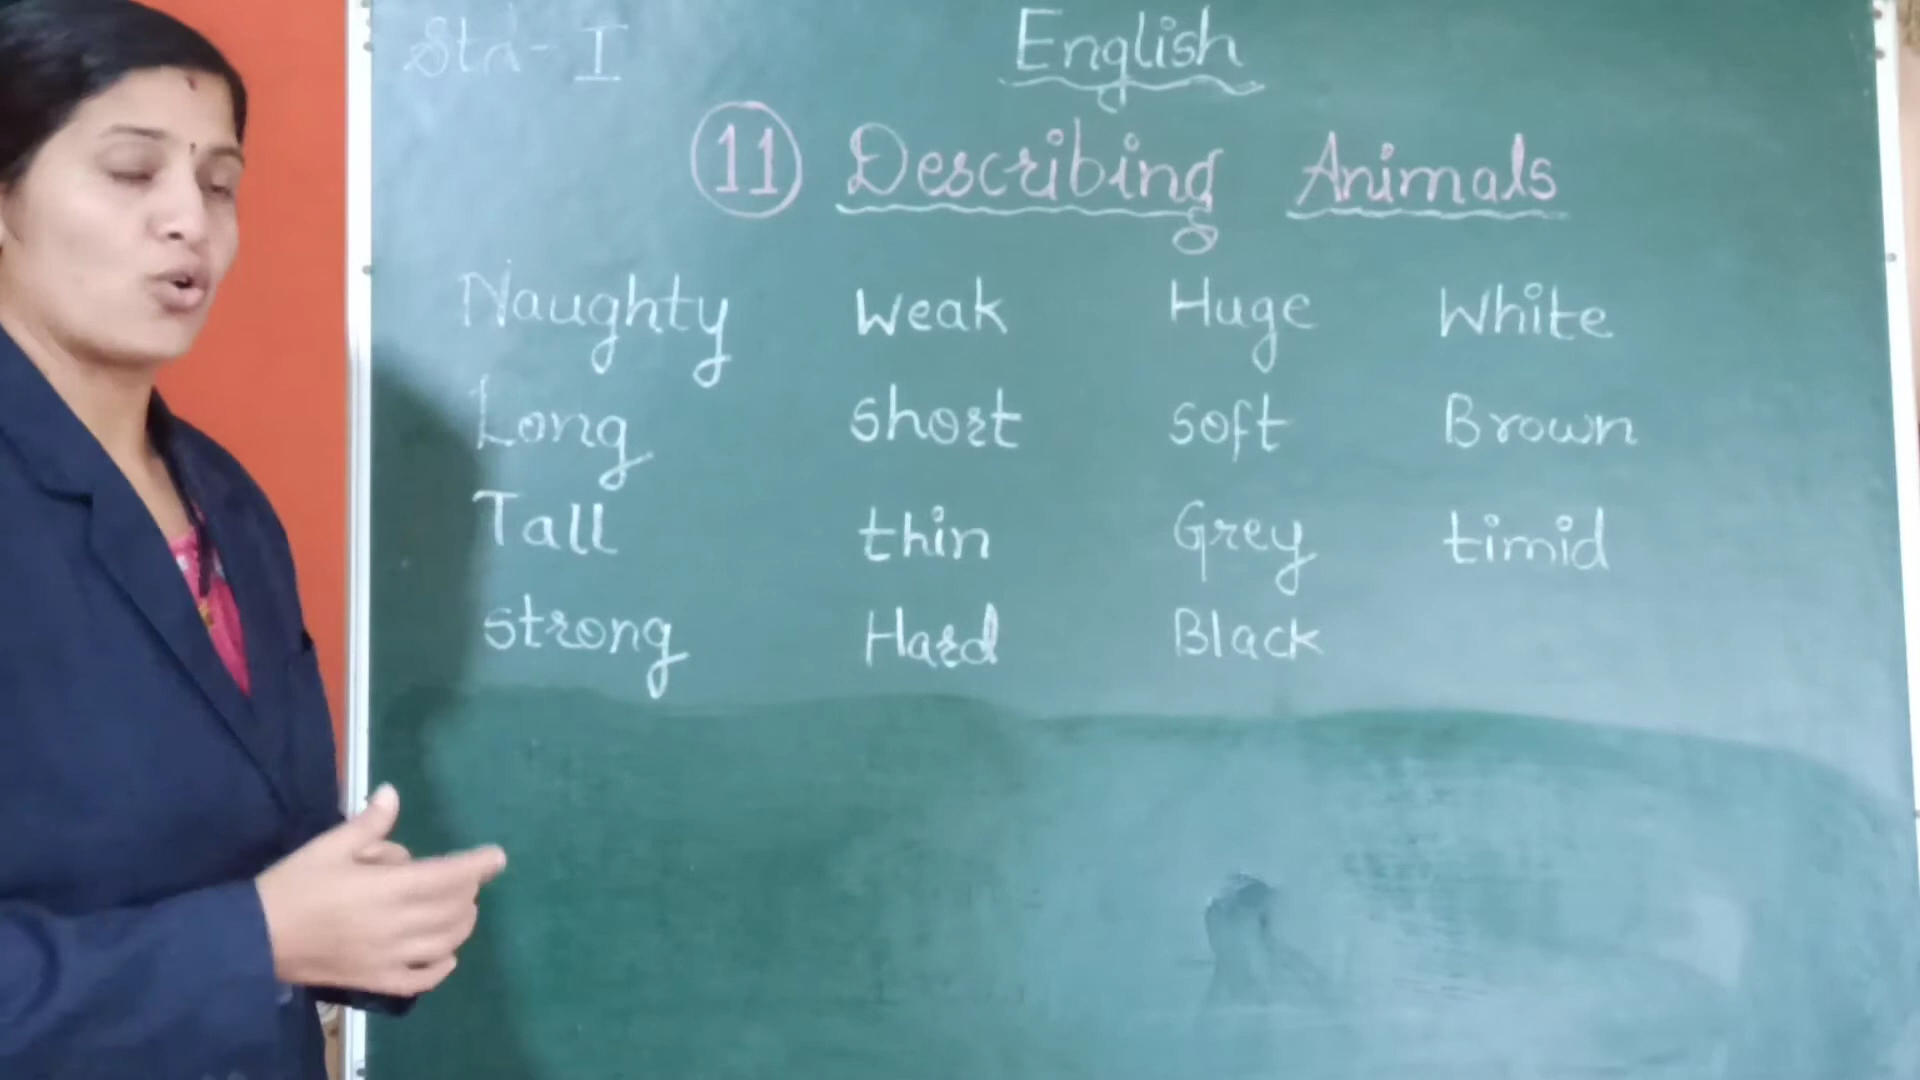 Std - I English
11 Describing Animals
Naughty Weak Huge White
Long short soft Brown
Tall thin Grey timid
strong Hard Black